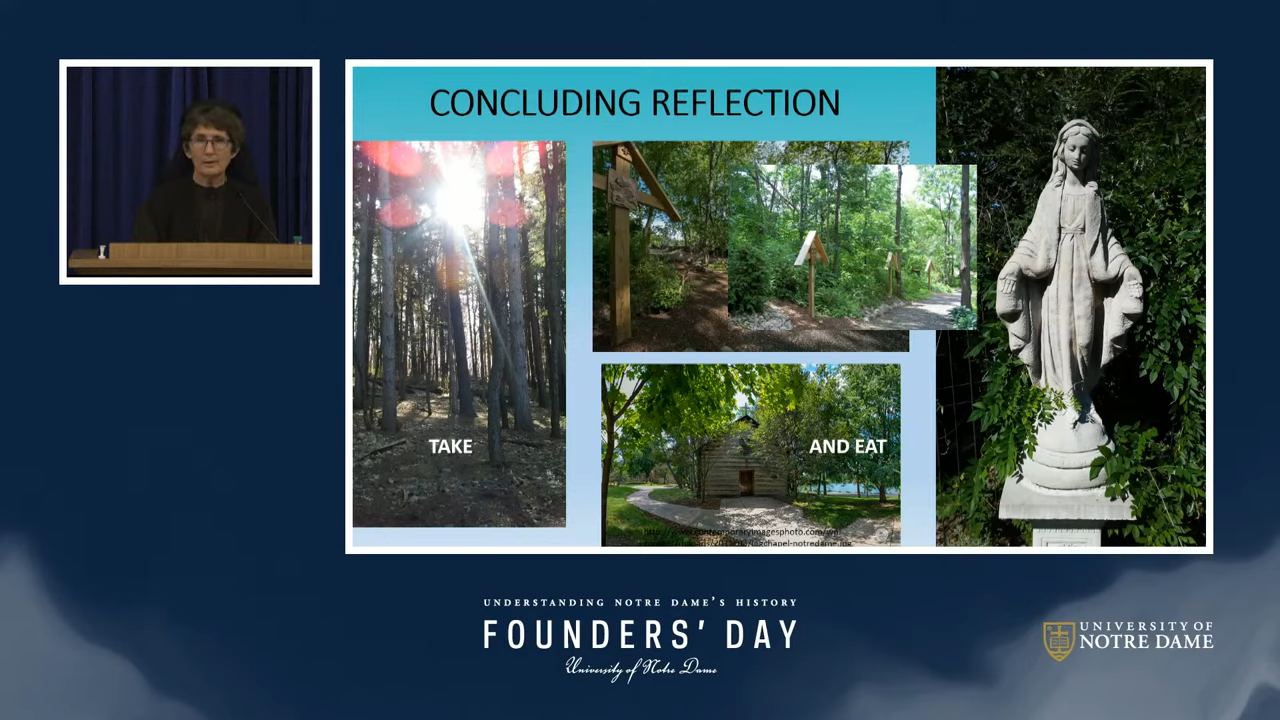 CONCLUDING REFLECTION
TAKE
AND EAT
UNDERSTANDING NOTRE DAME'S HISTORY
FOUNDERS' DAY
University of Notre Dame
UNIVERSITY OF
NOTRE DAME